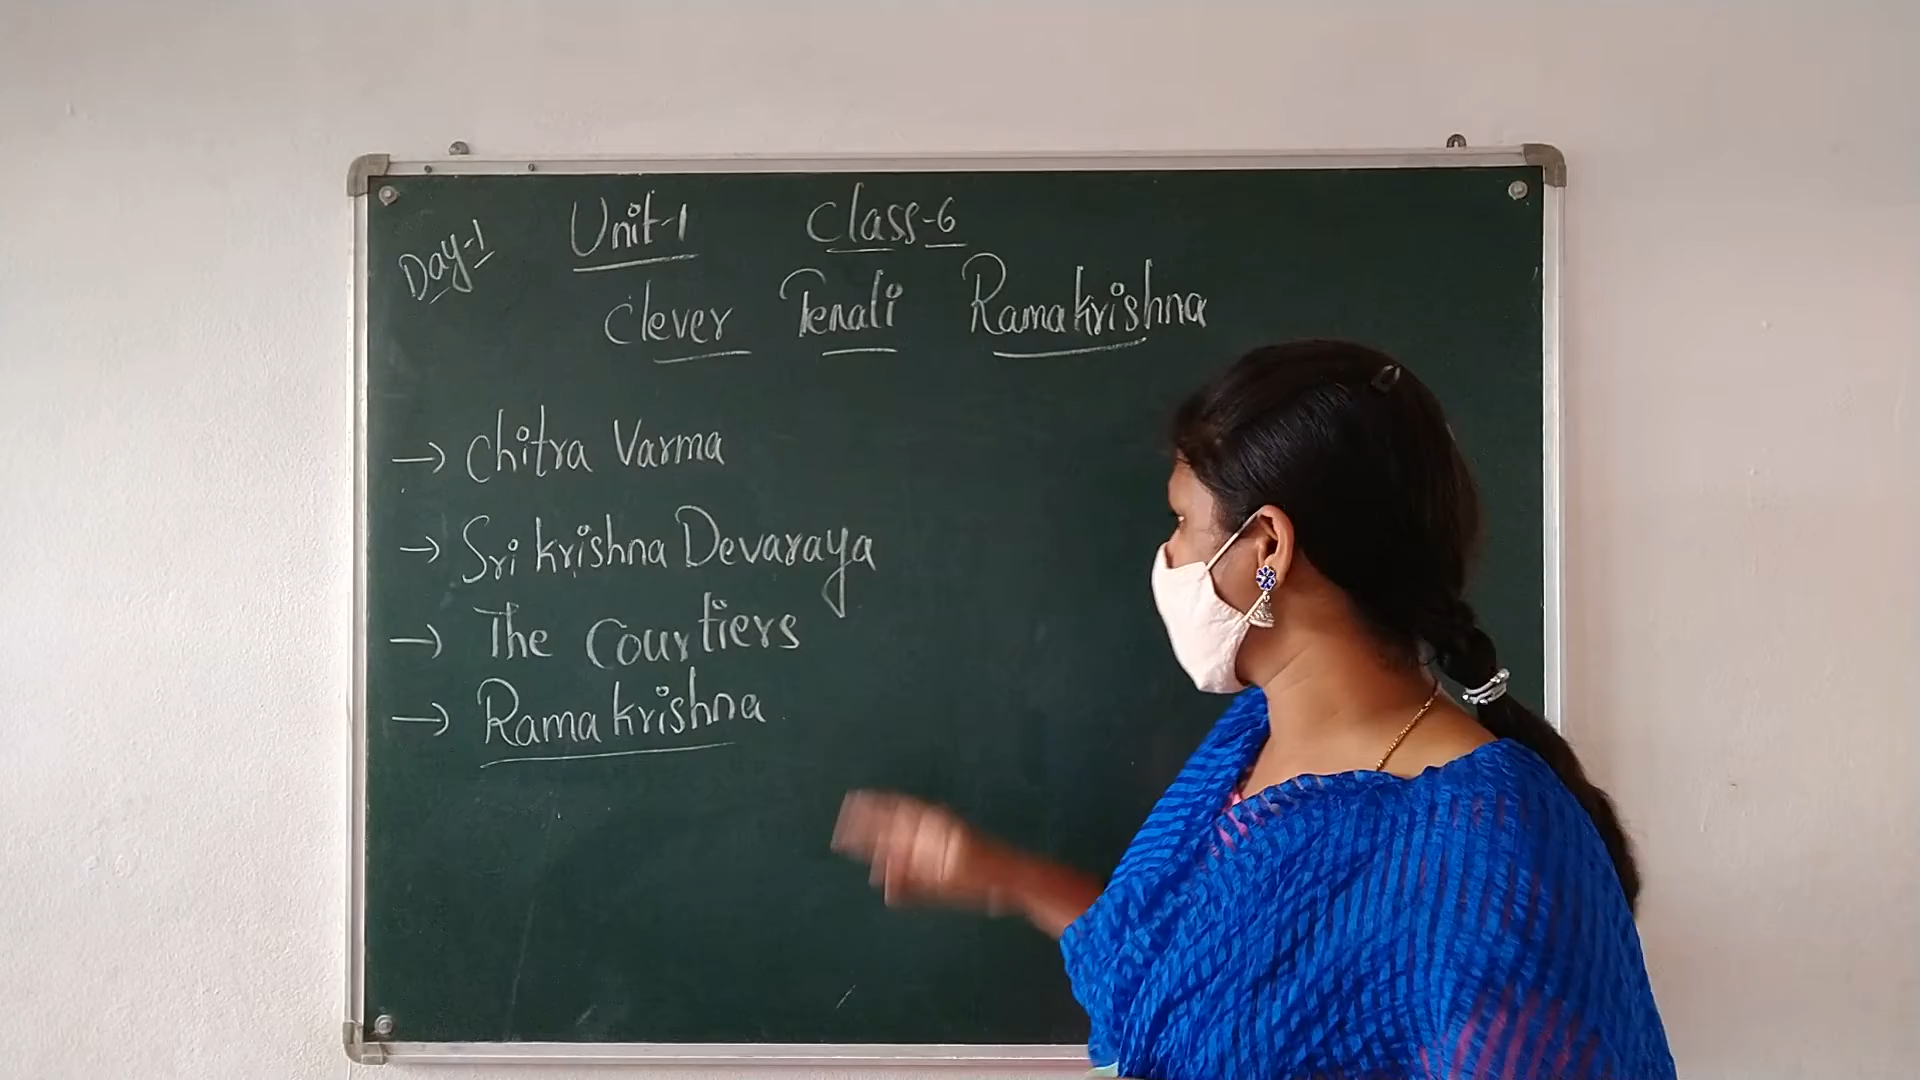 Day-1 Unit-1 Class-6
Clever Tenali Ramakrishna
→ Chitra Varma
→ Sri Krishna Devaraya
→ The Courtiers
→ Ramakrishna